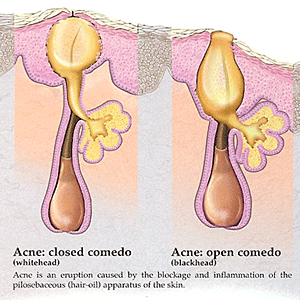 Acne: closed comedo
(whitehead)
Acne: open comedo
(blackhead)
Acne is an eruption caused by the blockage and inflammation of the
pilosebaceous (hair-oil) apparatus of the skin.